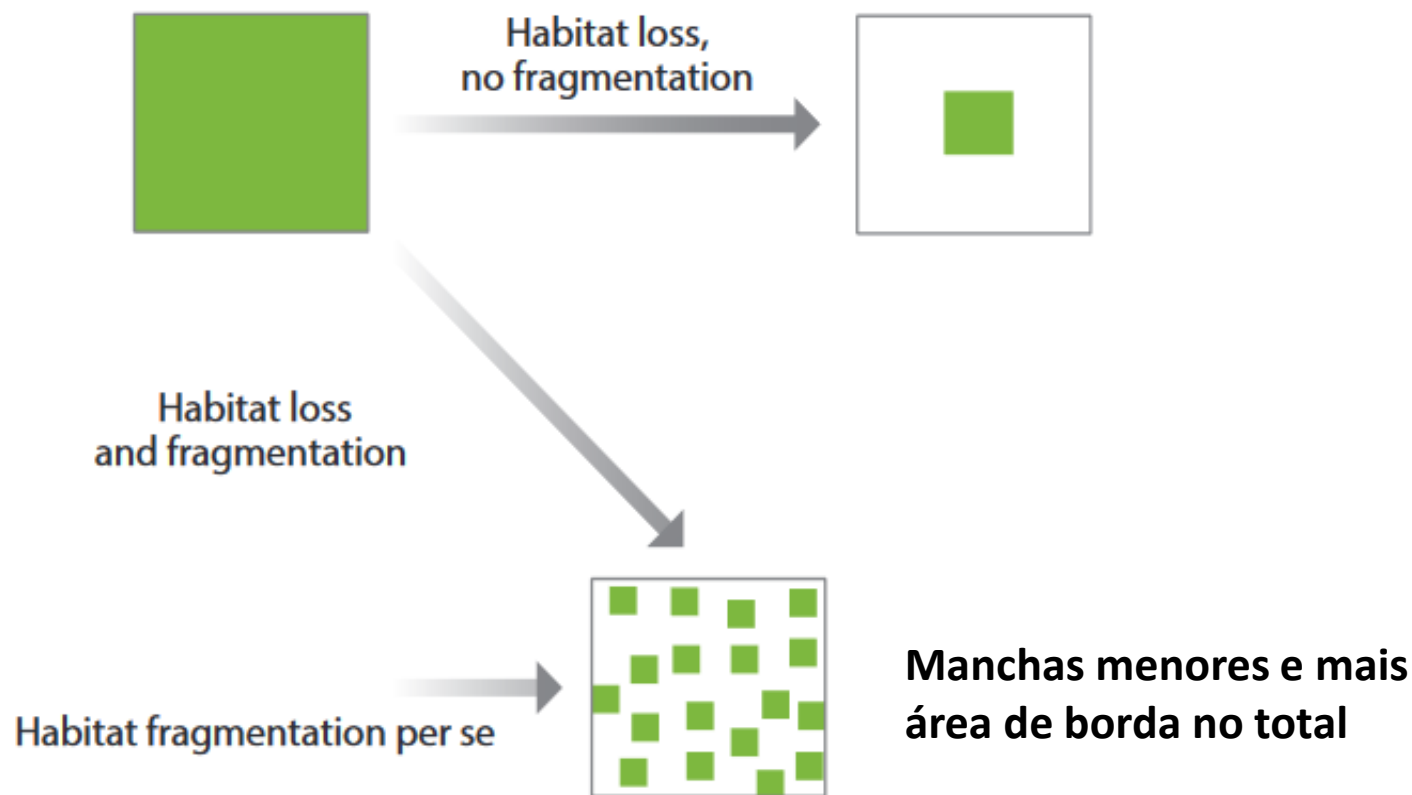 Habitat loss,
no fragmentation
Habitat loss
and fragmentation
Habitat fragmentation per se
Manchas menores e mais
área de borda no total